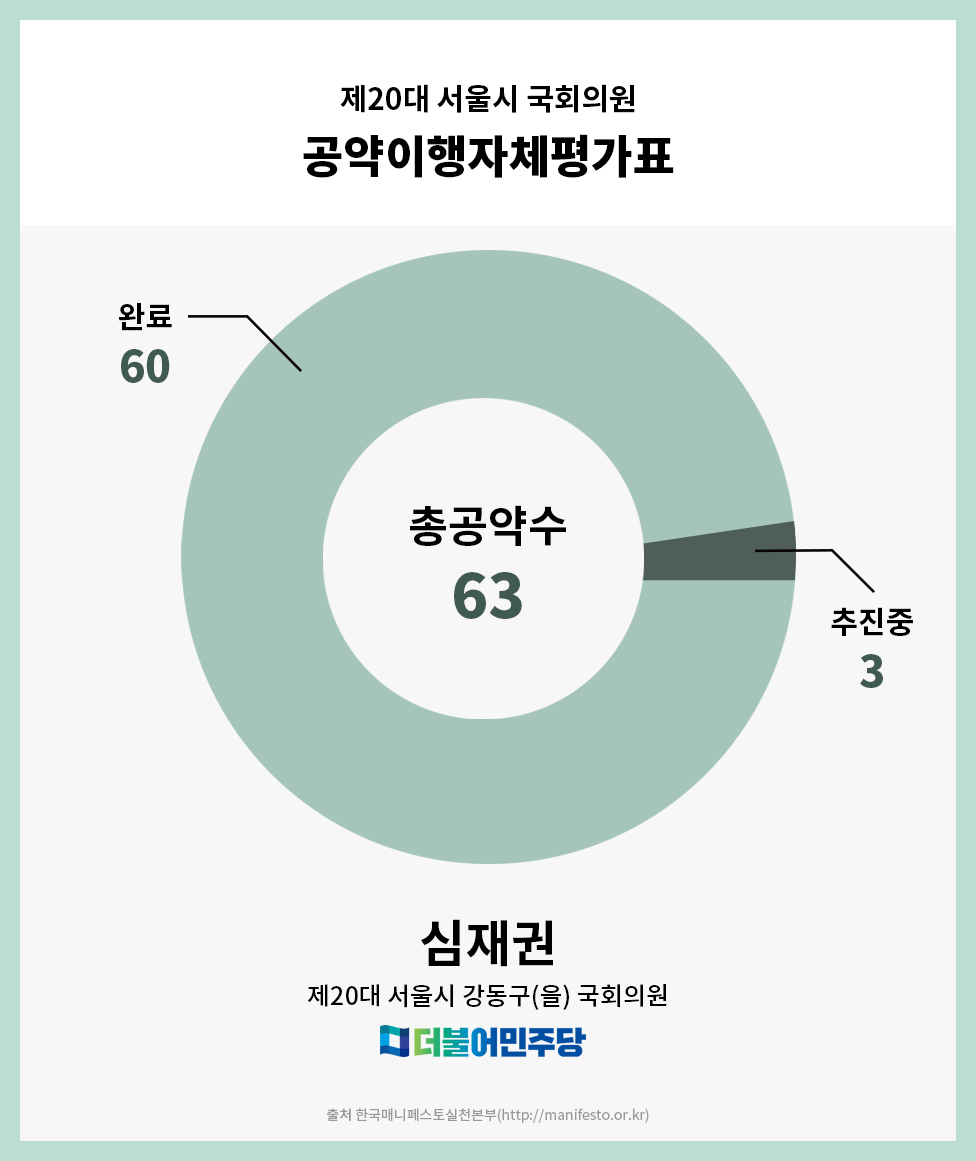 제20대 서울시 국회의원
공약이행자체평가표
완료
60
총공약수
63
추진중
3
심재권
제20대 서울시 강동구(을) 국회의원
더불어민주당
출처 한국매니페스토실천본부(http://manifesto.or.kr)